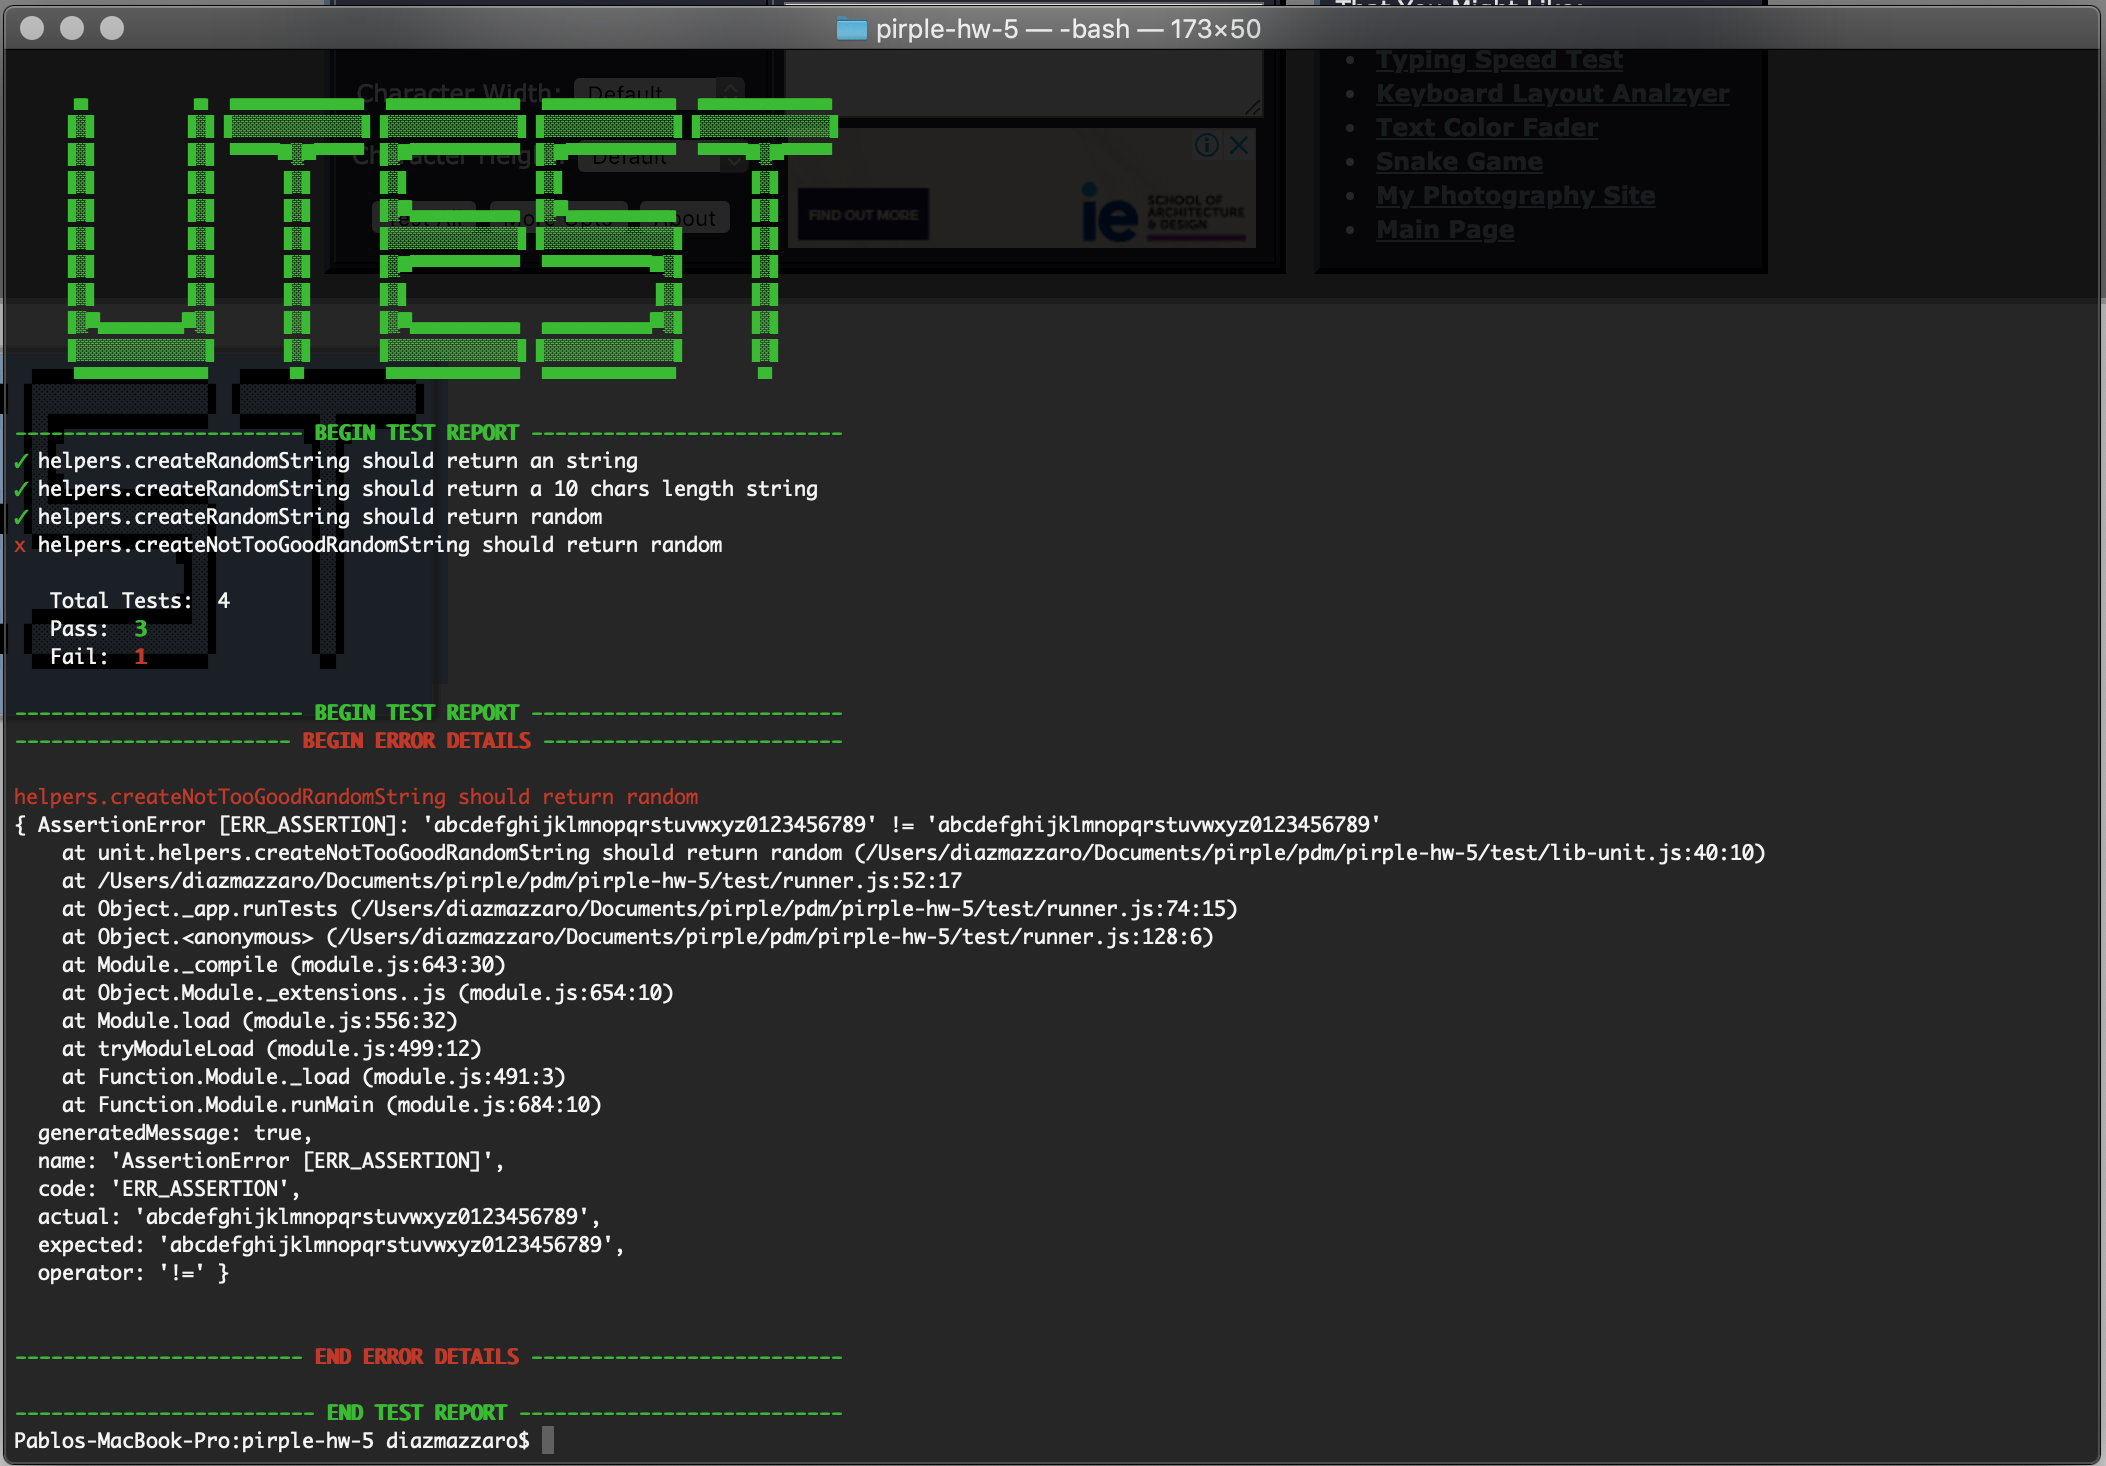 That You Might Like:
pirple-hw-5 — -bash — 173×50
Typing Speed Test
Keyboard Layout Analzyer
Text Color Fader
Snake Game
My Photography Site
Main Page
Character Width: Default
Character Height: Default
Test All More Opts About
FIND OUT MORE
ie SCHOOL OF
ARCHITECTURE
& DESIGN
UTEST
------------------------ BEGIN TEST REPORT --------------------------
✓ helpers.createRandomString should return an string
✓ helpers.createRandomString should return a 10 chars length string
✓ helpers.createRandomString should return random
x helpers.createNotTooGoodRandomString should return random
Total Tests: 4
Pass: 3
Fail: 1
------------------------ BEGIN TEST REPORT --------------------------
----------------------- BEGIN ERROR DETAILS -------------------------
helpers.createNotTooGoodRandomString should return random
{ AssertionError [ERR_ASSERTION]: 'abcdefghijklmnopqrstuvwxyz0123456789' != 'abcdefghijklmnopqrstuvwxyz0123456789'
at unit.helpers.createNotTooGoodRandomString should return random (/Users/diazmazzaro/Documents/pirple/pdm/pirple-hw-5/test/lib-unit.js:40:10)
at /Users/diazmazzaro/Documents/pirple/pdm/pirple-hw-5/test/runner.js:52:17
at Object._app.runTests (/Users/diazmazzaro/Documents/pirple/pdm/pirple-hw-5/test/runner.js:74:15)
at Object.<anonymous> (/Users/diazmazzaro/Documents/pirple/pdm/pirple-hw-5/test/runner.js:128:6)
at Module._compile (module.js:643:30)
at Object.Module._extensions..js (module.js:654:10)
at Module.load (module.js:556:32)
at tryModuleLoad (module.js:499:12)
at Function.Module._load (module.js:491:3)
at Function.Module.runMain (module.js:684:10)
generatedMessage: true,
name: 'AssertionError [ERR_ASSERTION]',
code: 'ERR_ASSERTION',
actual: 'abcdefghijklmnopqrstuvwxyz0123456789',
expected: 'abcdefghijklmnopqrstuvwxyz0123456789',
operator: '!=' }
------------------------ END ERROR DETAILS --------------------------
------------------------- END TEST REPORT ---------------------------
Pablos-MacBook-Pro:pirple-hw-5 diazmazzaro$